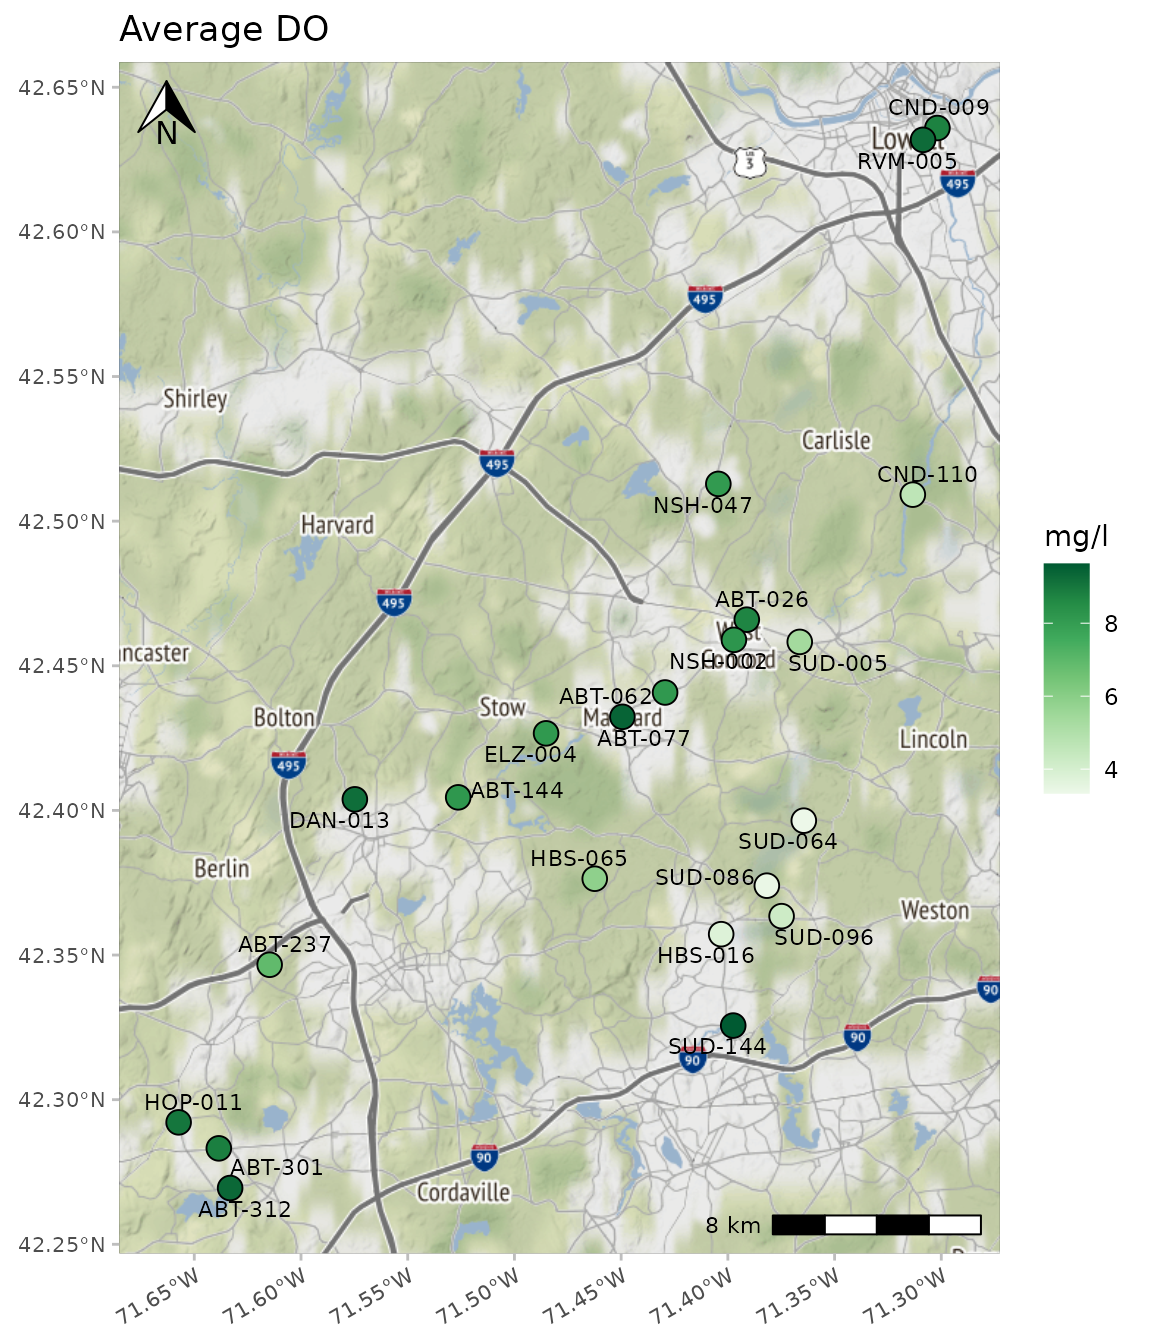 Average DO
42.65°N
42.60°N
42.55°N
42.50°N
42.45°N
42.40°N
42.35°N
42.30°N
42.25°N
N
CND-009
Lowell
RVM-005
US
3
495
495
Shirley
Carlisle
495
CND-110
NSH-047
Harvard
495
ABT-026
West
Concord
NSH-002
SUD-005
ncaster
ABT-062
Stow
Maynard
Bolton
ABT-077
Lincoln
ELZ-004
495
ABT-144
DAN-013
SUD-064
HBS-065
Berlin
SUD-086
Weston
SUD-096
ABT-237
HBS-016
90
90
SUD-144
90
HOP-011
90
ABT-301
Cordaville
ABT-312
8 km
71.65°W
71.60°W
71.55°W
71.50°W
71.45°W
71.40°W
71.35°W
71.30°W
mg/l
8
6
4